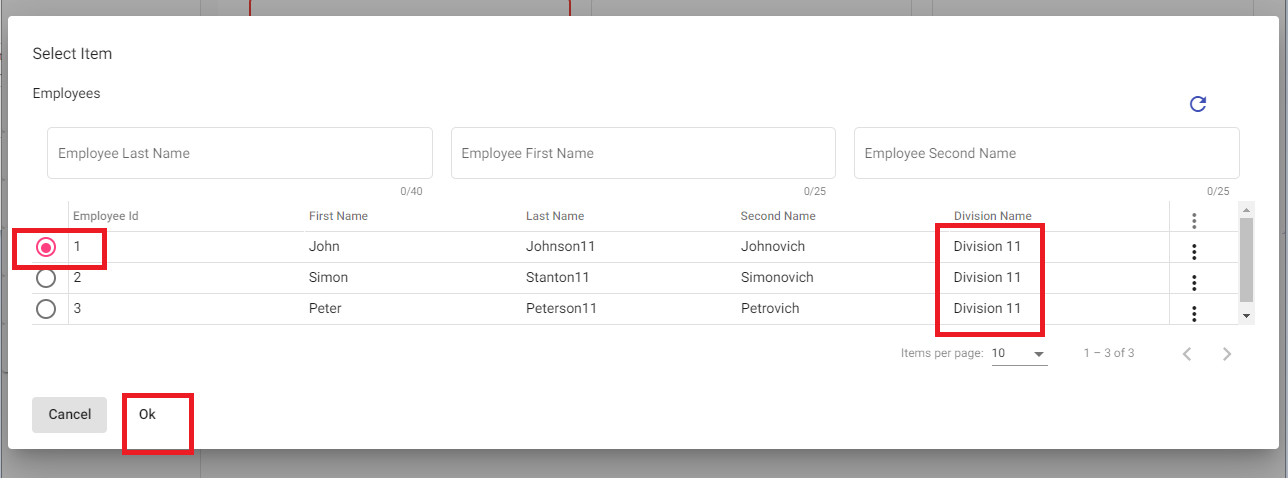 Select Item
Employees
Employee Last Name Employee First Name Employee Second Name
0/40 0/25 0/25
Employee Id First Name Last Name Second Name Division Name
1 John Johnson11 Johnovich Division 11
2 Simon Stanton11 Simonovich Division 11
3 Peter Peterson11 Petrovich Division 11
Items per page: 10 1 – 3 of 3
Cancel Ok